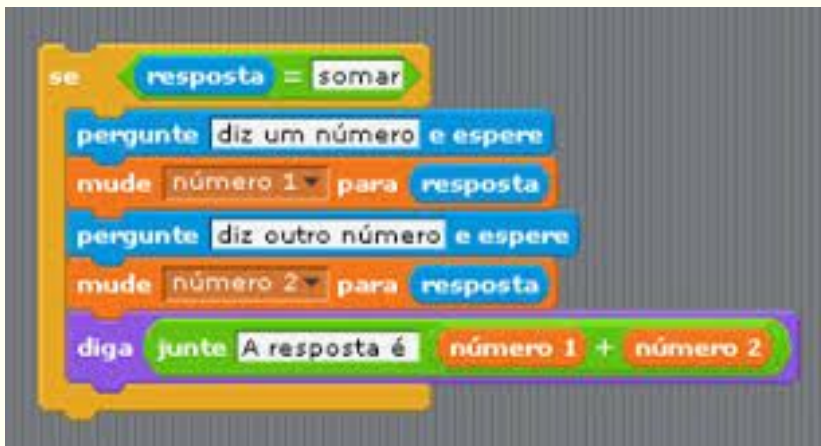 se resposta = somar
pergunte diz um número e espere
mude número 1 para resposta
pergunte diz outro número e espere
mude número 2 para resposta
diga junte A resposta é número 1 + número 2